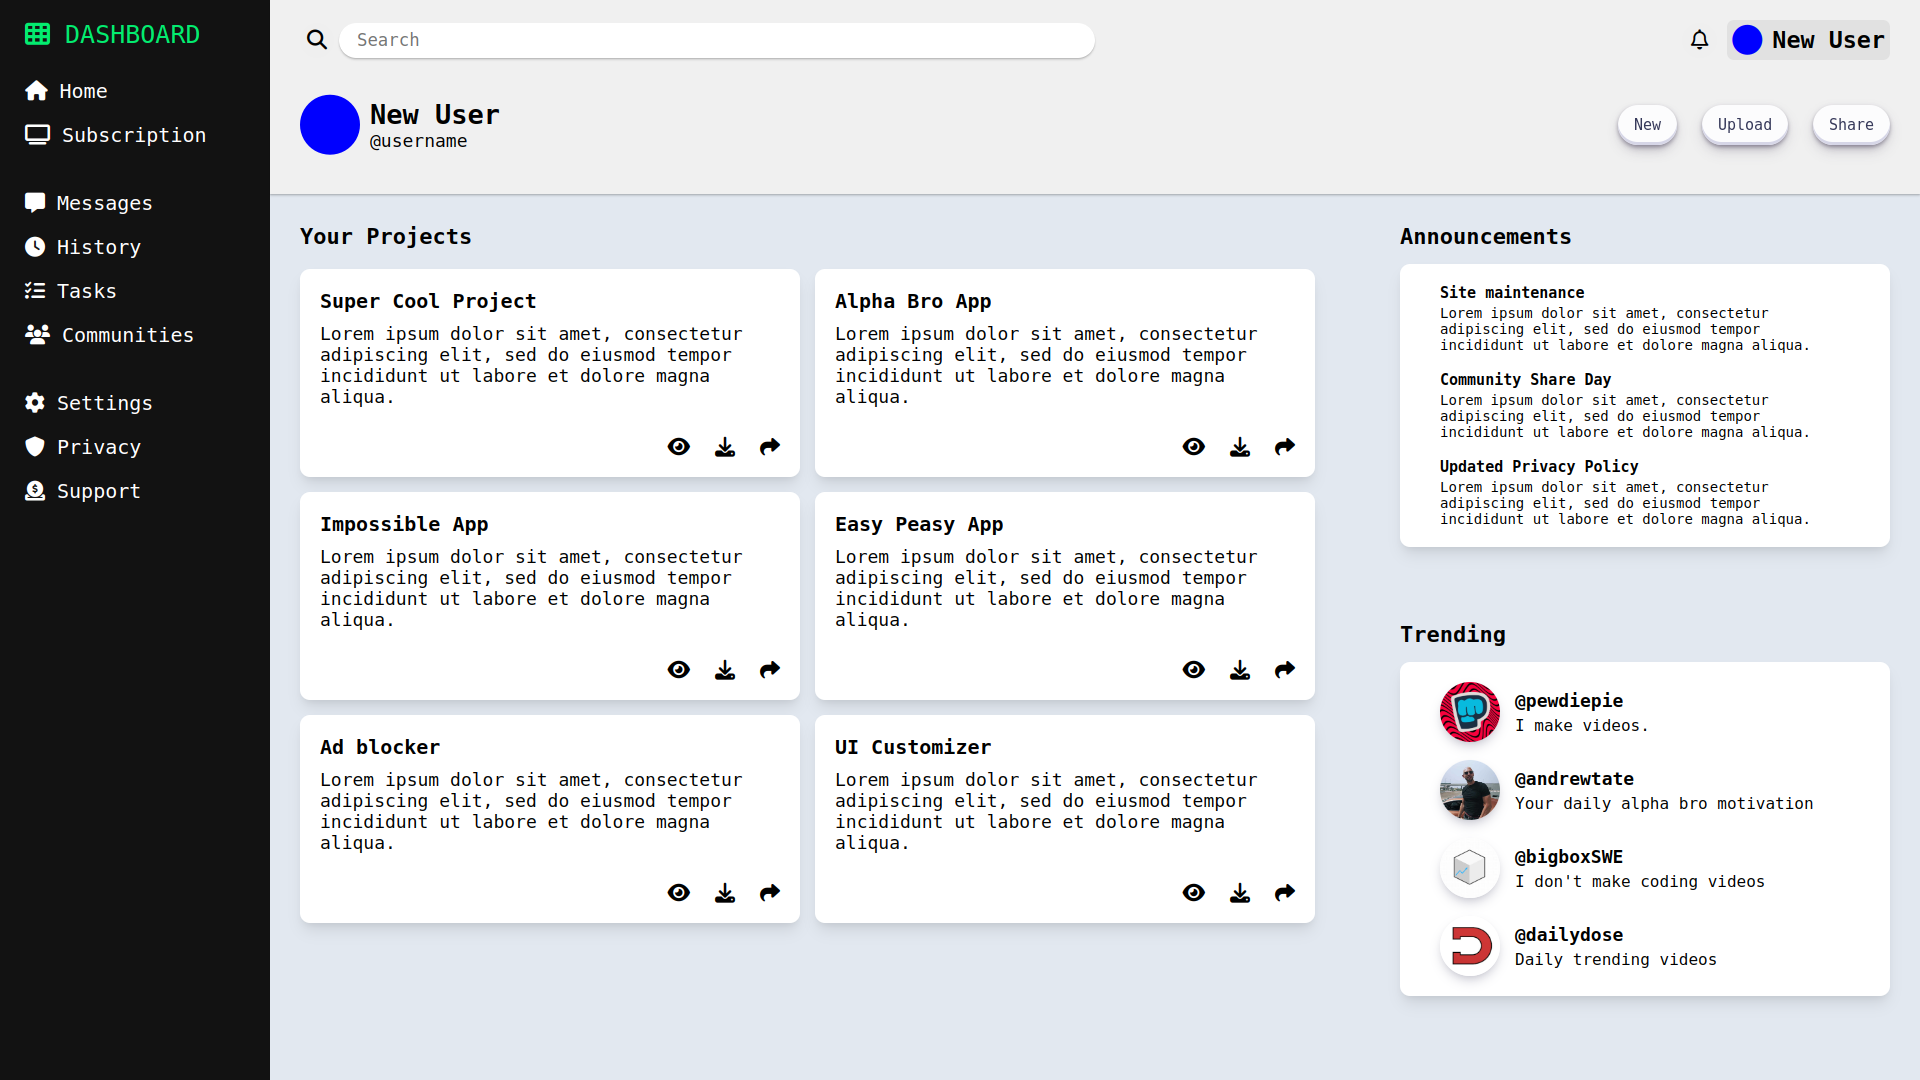 DASHBOARD
Home
Subscription
Messages
History
Tasks
Communities
Settings
Privacy
Support
Search
New User
New User
@username
New
Upload
Share
Your Projects
Super Cool Project
Lorem ipsum dolor sit amet, consectetur
adipiscing elit, sed do eiusmod tempor
incididunt ut labore et dolore magna
aliqua.
Alpha Bro App
Lorem ipsum dolor sit amet, consectetur
adipiscing elit, sed do eiusmod tempor
incididunt ut labore et dolore magna
aliqua.
Impossible App
Lorem ipsum dolor sit amet, consectetur
adipiscing elit, sed do eiusmod tempor
incididunt ut labore et dolore magna
aliqua.
Easy Peasy App
Lorem ipsum dolor sit amet, consectetur
adipiscing elit, sed do eiusmod tempor
incididunt ut labore et dolore magna
aliqua.
Ad blocker
Lorem ipsum dolor sit amet, consectetur
adipiscing elit, sed do eiusmod tempor
incididunt ut labore et dolore magna
aliqua.
UI Customizer
Lorem ipsum dolor sit amet, consectetur
adipiscing elit, sed do eiusmod tempor
incididunt ut labore et dolore magna
aliqua.
Announcements
Site maintenance
Lorem ipsum dolor sit amet, consectetur
adipiscing elit, sed do eiusmod tempor
incididunt ut labore et dolore magna aliqua.
Community Share Day
Lorem ipsum dolor sit amet, consectetur
adipiscing elit, sed do eiusmod tempor
incididunt ut labore et dolore magna aliqua.
Updated Privacy Policy
Lorem ipsum dolor sit amet, consectetur
adipiscing elit, sed do eiusmod tempor
incididunt ut labore et dolore magna aliqua.
Trending
@pewdiepie
I make videos.
@andrewtate
Your daily alpha bro motivation
@bigboxSWE
I don't make coding videos
@dailydose
Daily trending videos